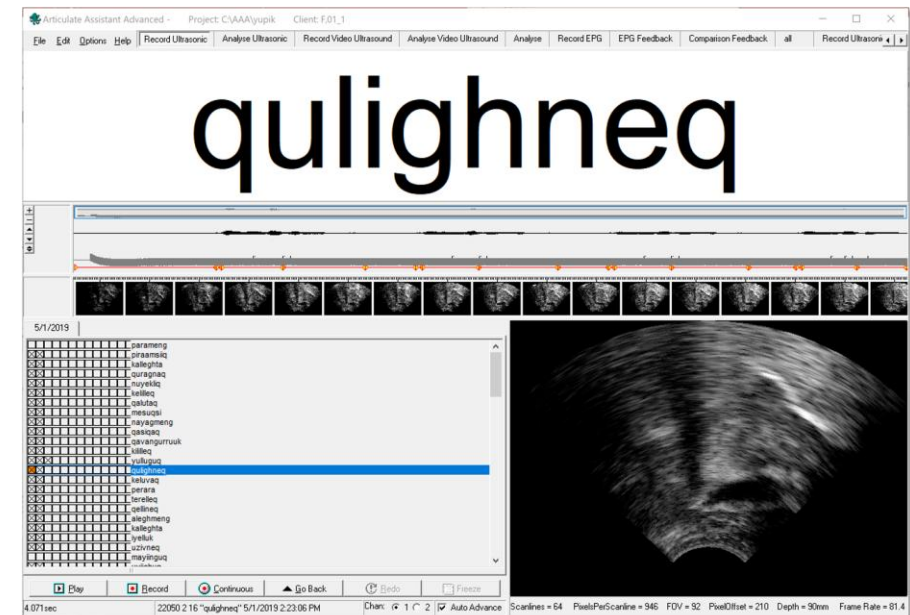 Articulate Assistant Advanced - Project: C:\AAA\yupik Client: F.01_1
File Edit Options Help Record Ultrasonic Analyse Ultrasonic Record Video Ultrasound Analyse Video Ultrasound Analyse Record EPG EPG Feedback Comparison Feedback all Record Ultrasoni
qulighneq
5/1/2019
parameng
piraamsiq
kalleghta
quragnaq
nuyekliq
kelilleq
qalutaq
mesuqsi
nayagmeng
qasiqaq
qavangurruuk
kililleq
yulluguq
qulighneq
keluvaq
perara
terelleq
qellineq
aleghmeng
kalleghta
iyelluk
uzivneq
mayiinguq
Play Record Continuous Go Back Redo Freeze
4.071sec 22050 2 16 "qulighneq" 5/1/2019 2:23:06 PM Chan: 1 2 Auto Advance Scanlines = 64 PixelsPerScanline = 946 FOV = 92 PixelOffset = 210 Depth = 90mm Frame Rate = 81.4